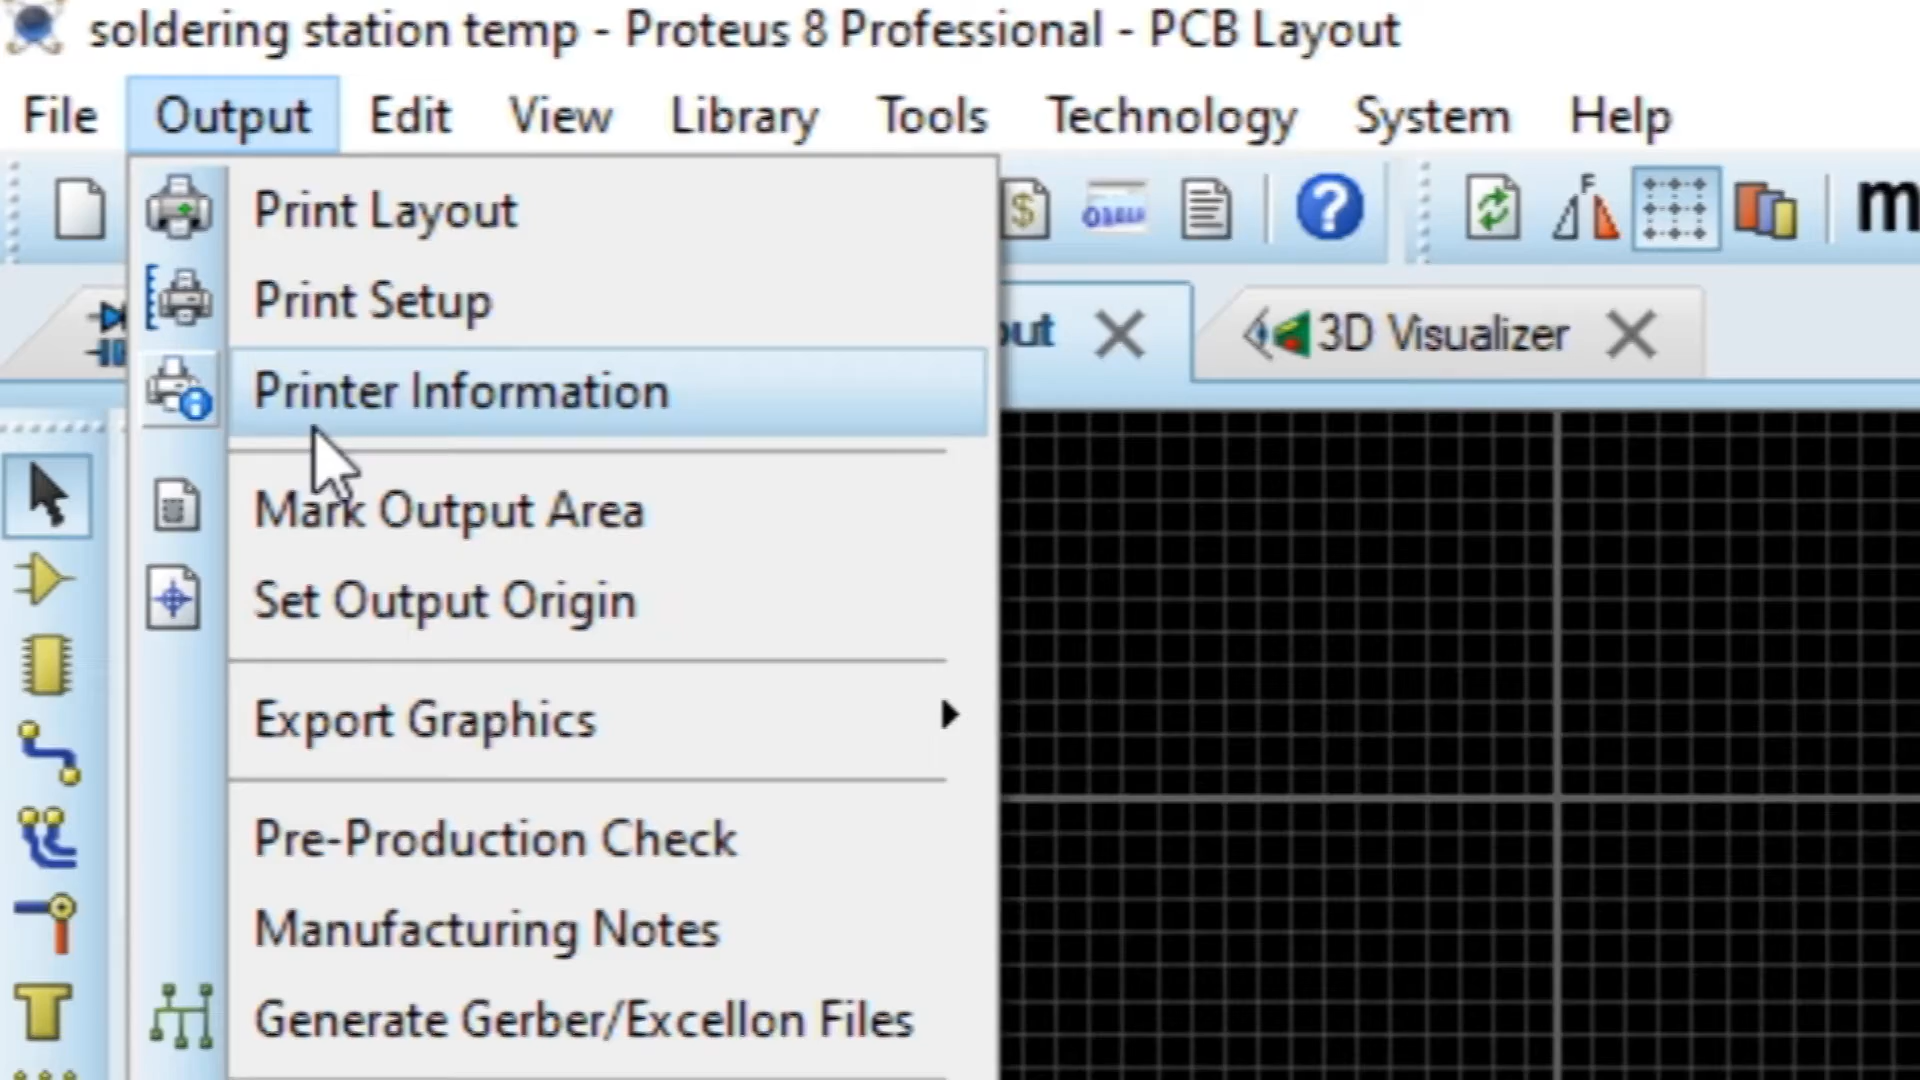 soldering station temp - Proteus 8 Professional - PCB Layout
File Output Edit View Library Tools Technology System Help
Print Layout
$
?
F
m
Print Setup
out
3D Visualizer
Printer Information
Mark Output Area
Set Output Origin
Export Graphics
Pre-Production Check
Manufacturing Notes
Generate Gerber/Excellon Files